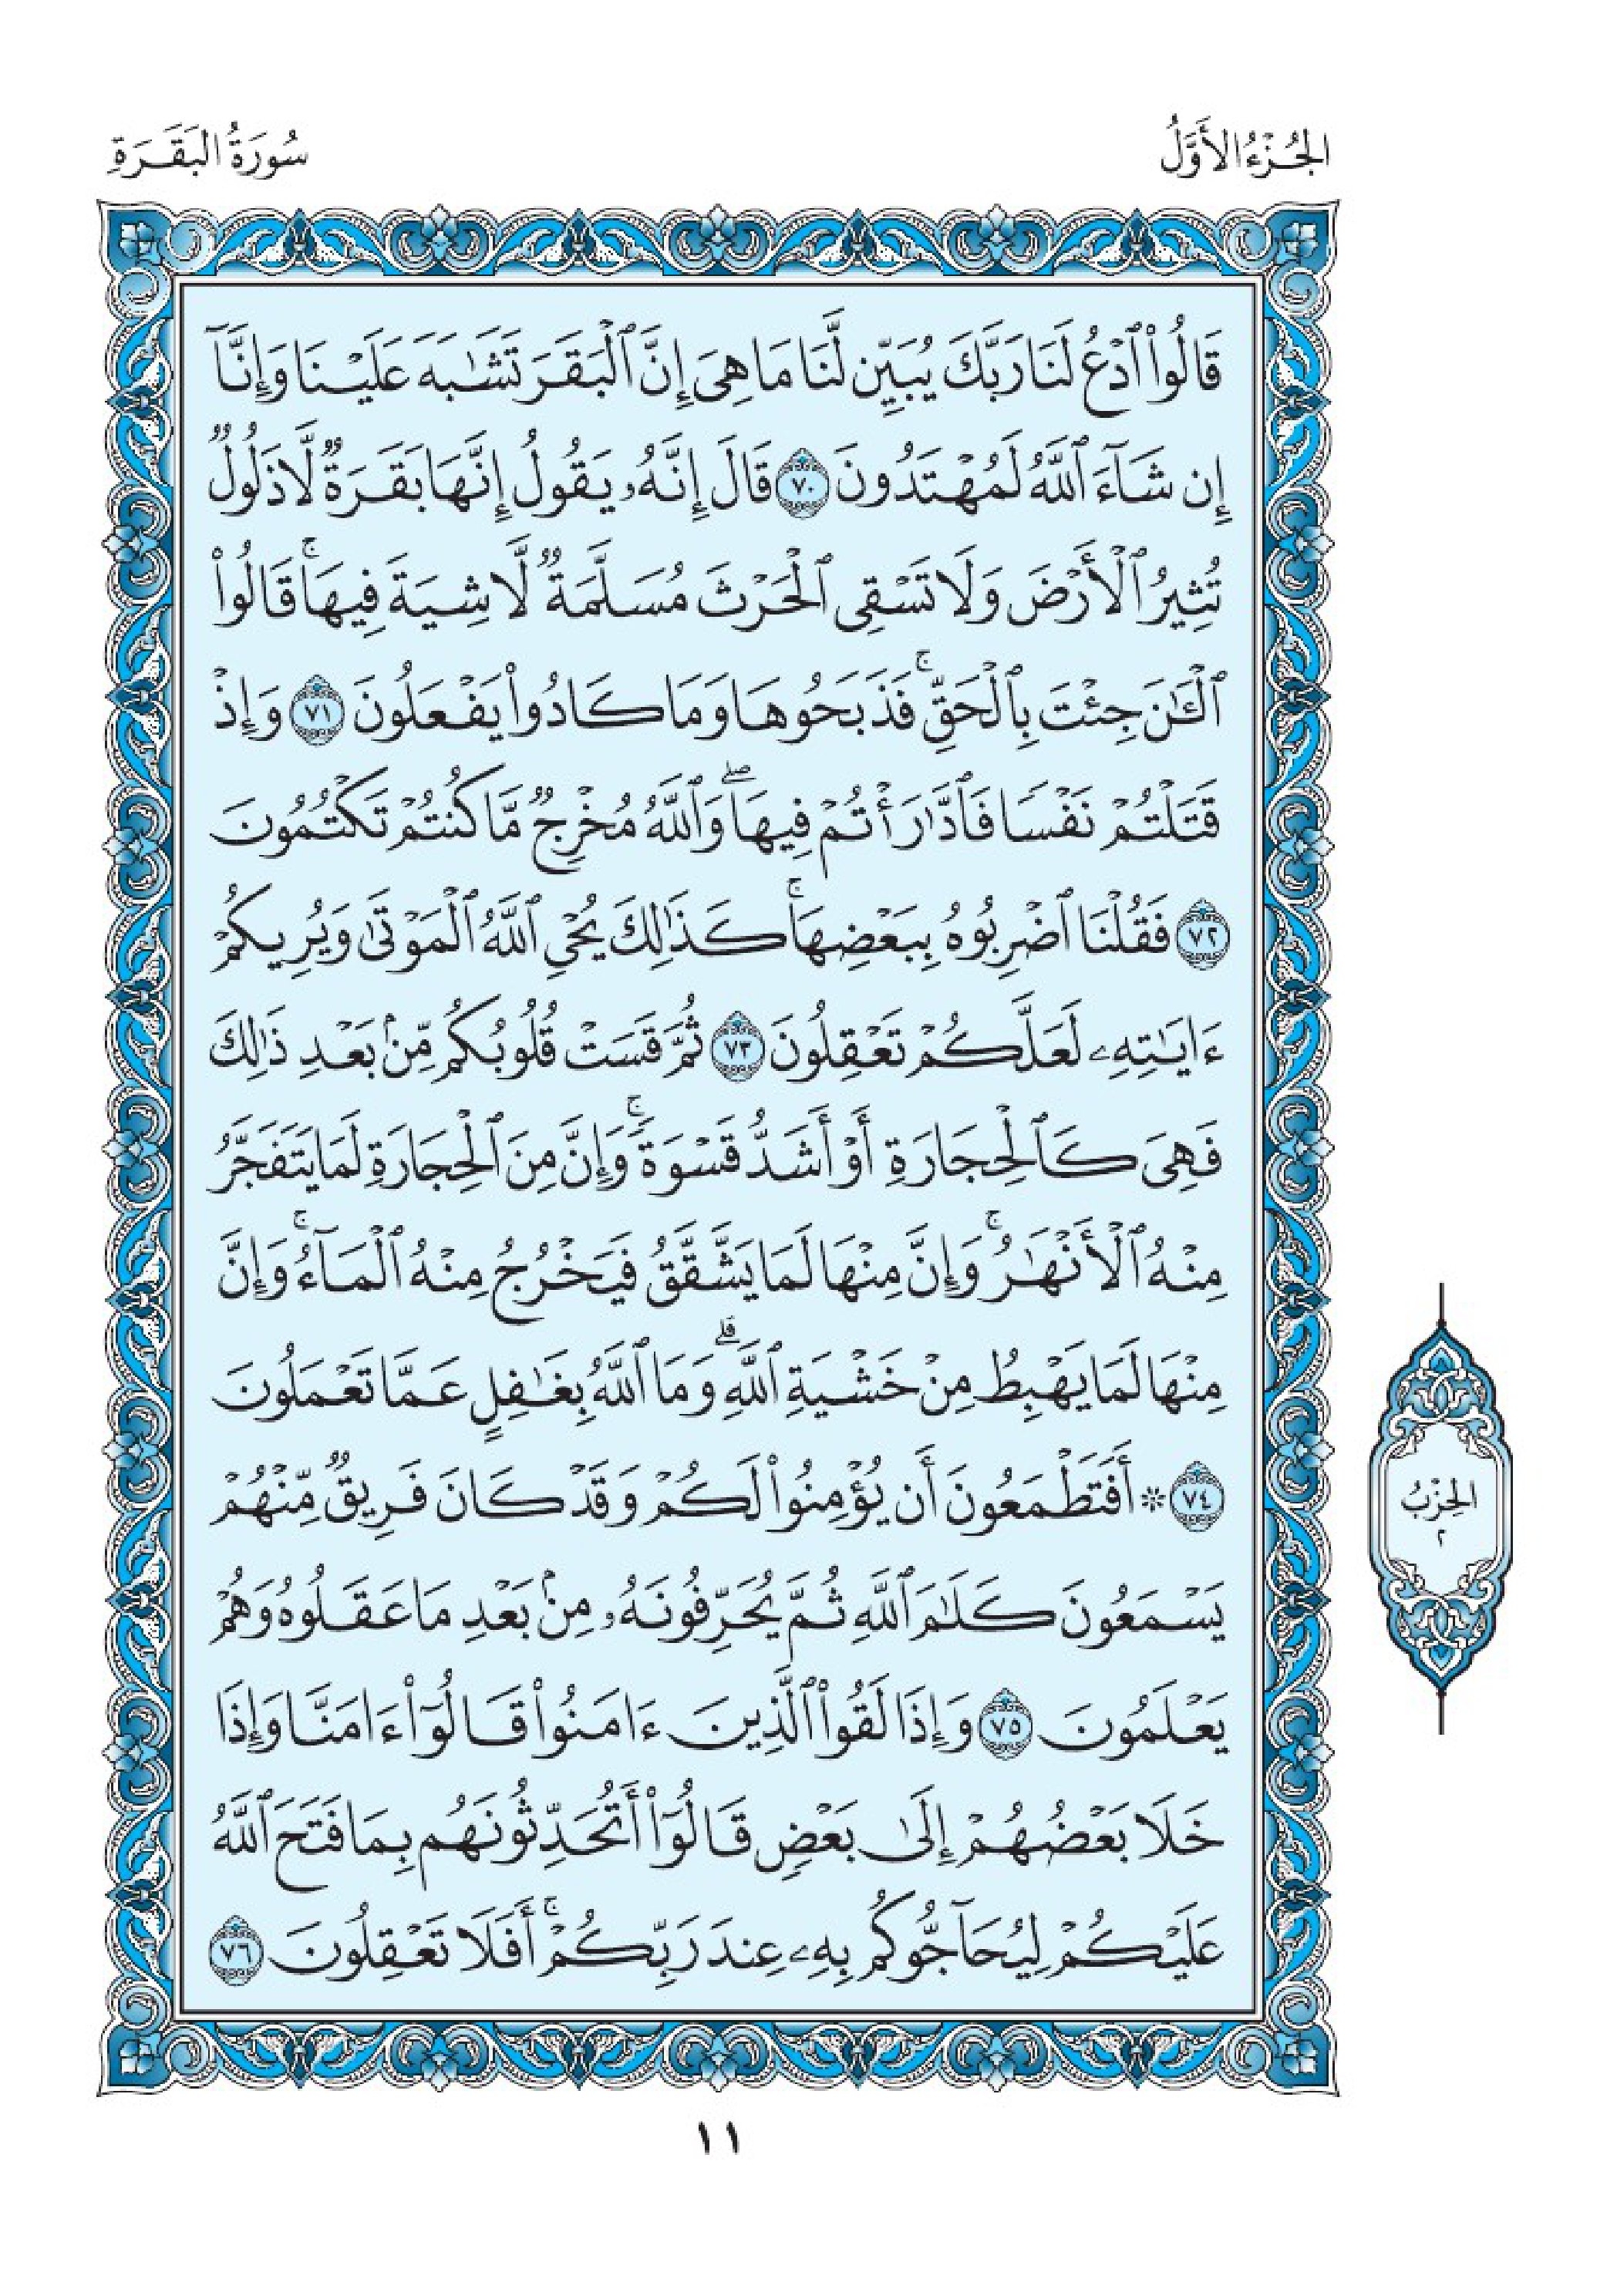 الجُزْءُ الأَوَّلُ
سُورَةُ البَقَرَةِ
قَالُوا۟ ٱدْعُ لَنَا رَبَّكَ يُبَيِّن لَّنَا مَا هِىَ إِنَّ ٱلْبَقَرَ تَشَـٰبَهَ عَلَيْنَا وَإِنَّآ
إِن شَآءَ ٱللَّهُ لَمُهْتَدُونَ ٧٠ قَالَ إِنَّهُۥ يَقُولُ إِنَّهَا بَقَرَةٌ لَّا ذَلُولٌ
تُثِيرُ ٱلْأَرْضَ وَلَا تَسْقِى ٱلْحَرْثَ مُسَلَّمَةٌ لَّا شِيَةَ فِيهَا ۚ قَالُوا۟
ٱلْـَٔـٰنَ جِئْتَ بِٱلْحَقِّ ۚ فَذَبَحُوهَا وَمَا كَادُوا۟ يَفْعَلُونَ ٧١ وَإِذْ
قَتَلْتُمْ نَفْسًا فَٱدَّٰرَْٰٔتُمْ فِيهَا ۖ وَٱللَّهُ مُخْرِجٌ مَّا كُنتُمْ تَكْتُمُونَ
٧٢ فَقُلْنَا ٱضْرِبُوهُ بِبَعْضِهَا ۚ كَذَٰلِكَ يُحْىِ ٱللَّهُ ٱلْمَوْتَىٰ وَيُرِيكُمْ
ءَايَـٰتِهِۦ لَعَلَّكُمْ تَعْقِلُونَ ٧٣ ثُمَّ قَسَتْ قُلُوبُكُم مِّنۢ بَعْدِ ذَٰلِكَ
فَهِىَ كَٱلْحِجَارَةِ أَوْ أَشَدُّ قَسْوَةً ۚ وَإِنَّ مِنَ ٱلْحِجَارَةِ لَمَا يَتَفَجَّرُ
مِنْهُ ٱلْأَنْهَـٰرُ ۚ وَإِنَّ مِنْهَا لَمَا يَشَّقَّقُ فَيَخْرُجُ مِنْهُ ٱلْمَآءُ ۚ وَإِنَّ
مِنْهَا لَمَا يَهْبِطُ مِنْ خَشْيَةِ ٱللَّهِ ۗ وَمَا ٱللَّهُ بِغَـٰفِلٍ عَمَّا تَعْمَلُونَ
٧٤ ۞ أَفَتَطْمَعُونَ أَن يُؤْمِنُوا۟ لَكُمْ وَقَدْ كَانَ فَرِيقٌ مِّنْهُمْ
يَسْمَعُونَ كَلَـٰمَ ٱللَّهِ ثُمَّ يُحَرِّفُونَهُۥ مِنۢ بَعْدِ مَا عَقَلُوهُ وَهُمْ
يَعْلَمُونَ ٧٥ وَإِذَا لَقُوا۟ ٱلَّذِينَ ءَامَنُوا۟ قَالُوٓا۟ ءَامَنَّا وَإِذَا
خَلَا بَعْضُهُمْ إِلَىٰ بَعْضٍ قَالُوٓا۟ أَتُحَدِّثُونَهُم بِمَا فَتَحَ ٱللَّهُ
عَلَيْكُمْ لِيُحَآجُّوكُم بِهِۦ عِندَ رَبِّكُمْ ۚ أَفَلَا تَعْقِلُونَ ٧٦
الحِزْبُ
٢
١١